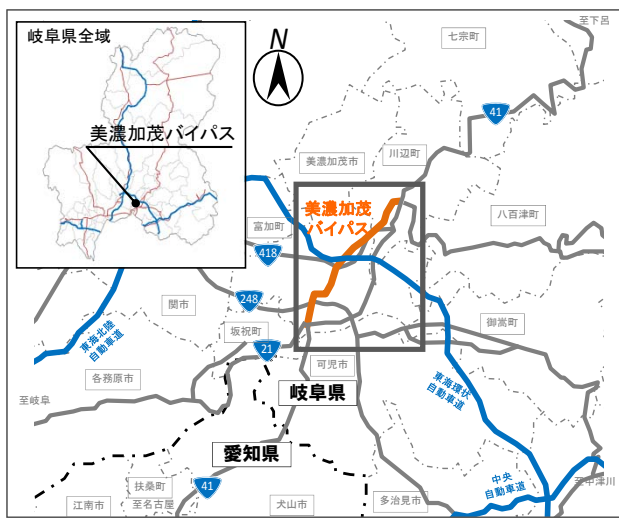 岐阜県全域
美濃加茂バイパス
N
七宗町
至下呂
41
川辺町
美濃加茂市
美濃加茂
バイパス
富加町
八百津町
418
関市
248
坂祝町
御嵩町
東海北陸
自動車道
21
可児市
各務原市
岐阜県
東海環状
自動車道
至岐阜
愛知県
中央
自動車道
至中津川
扶桑町
41
江南市
至名古屋
犬山市
多治見市